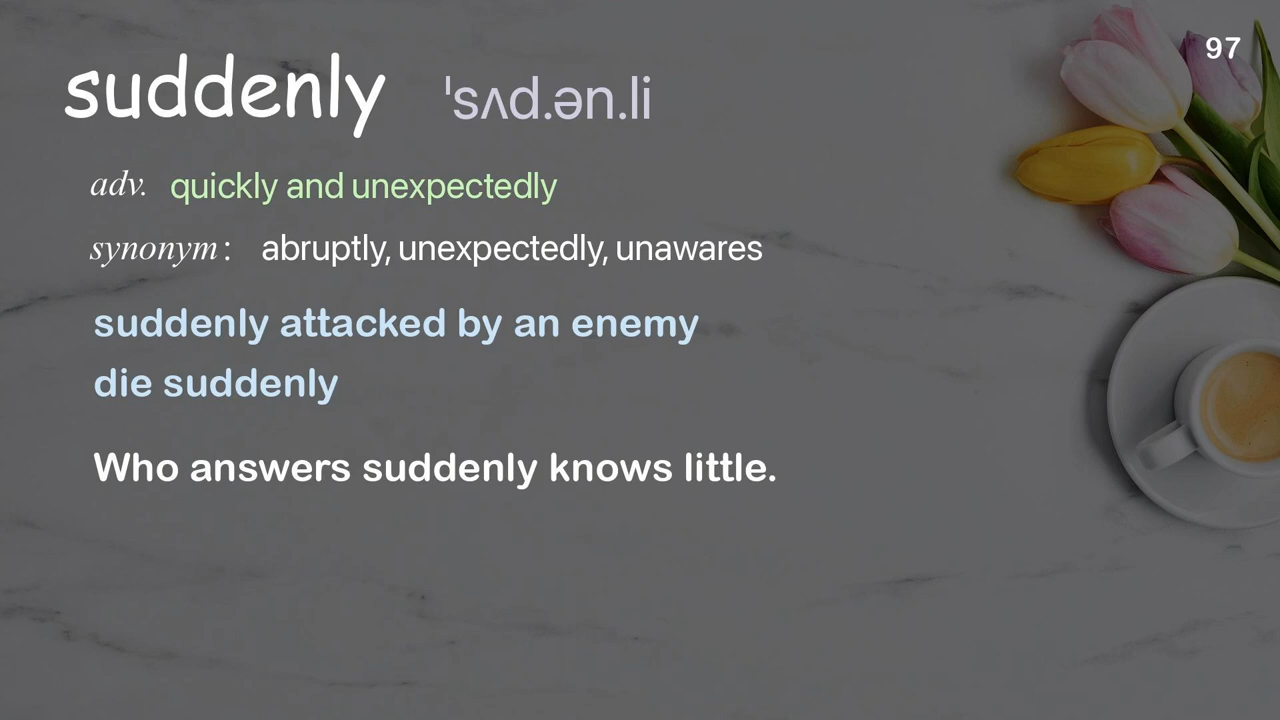 97
suddenly ˈsʌd.ən.li
adv. quickly and unexpectedly
synonym: abruptly, unexpectedly, unawares
suddenly attacked by an enemy
die suddenly
Who answers suddenly knows little.